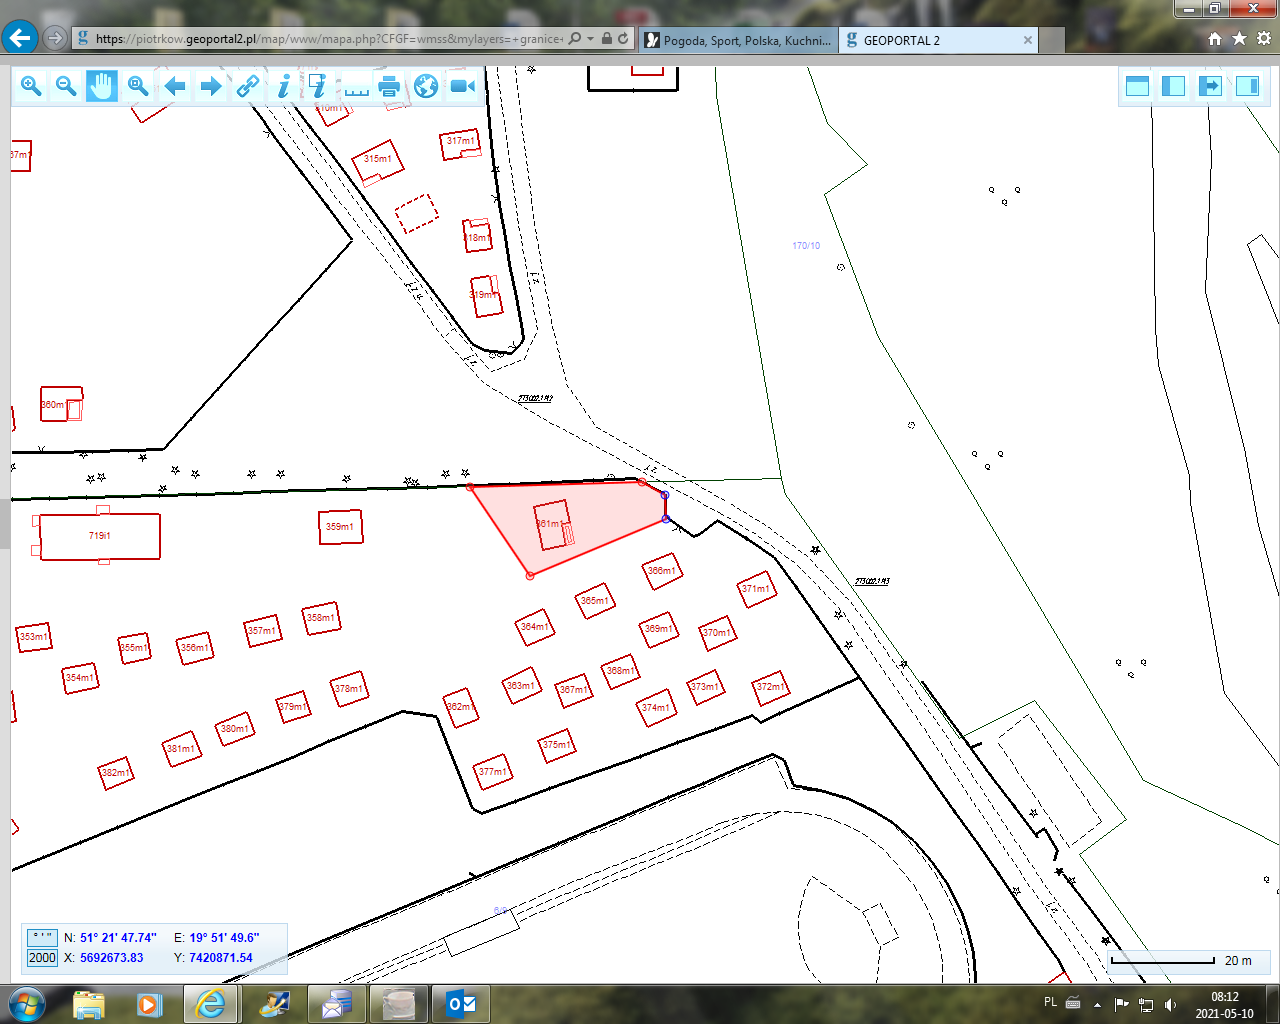 https://piotrkow.geoportal2.pl/map/www/mapa.php?CFGF=wmss&mylayers=+granice+
Pogoda, Sport, Polska, Kuchni...
GEOPORTAL 2
317m1
315m1
319m1
170/10
360m1
361m1
359m1
719i1
366m1
371m1
365m1
364m1
369m1
370m1
353m1
355m1
356m1
357m1
358m1
354m1
368m1
363m1
367m1
373m1
372m1
378m1
379m1
362m1
374m1
380m1
381m1
375m1
382m1
377m1
° ' "
N: 51° 21' 47.74" E: 19° 51' 49.6"
2000
X: 5692673.83 Y: 7420871.54
20 m
PL
08:12
2021-05-10